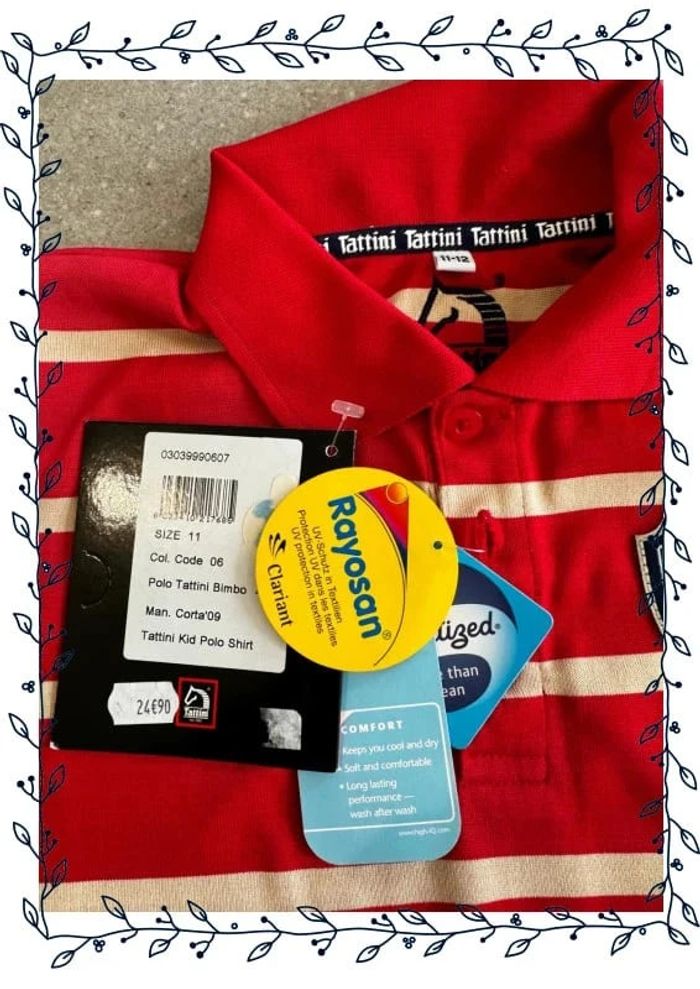 Tattini Tattini Tattini Tattini
11-12
03039990607
SIZE 11
Col. Code 06
Polo Tattini Bimbo
Man. Corta'09
Tattini Kid Polo Shirt
24€90
Tattini
Rayosan®
UV-Schutz in Textilien
Protection UV dans les textiles
UV protection in textiles
Clariant
than
COMFORT
Keeps you cool and dry
• Soft and comfortable
• Long lasting
performance —
wash after wash